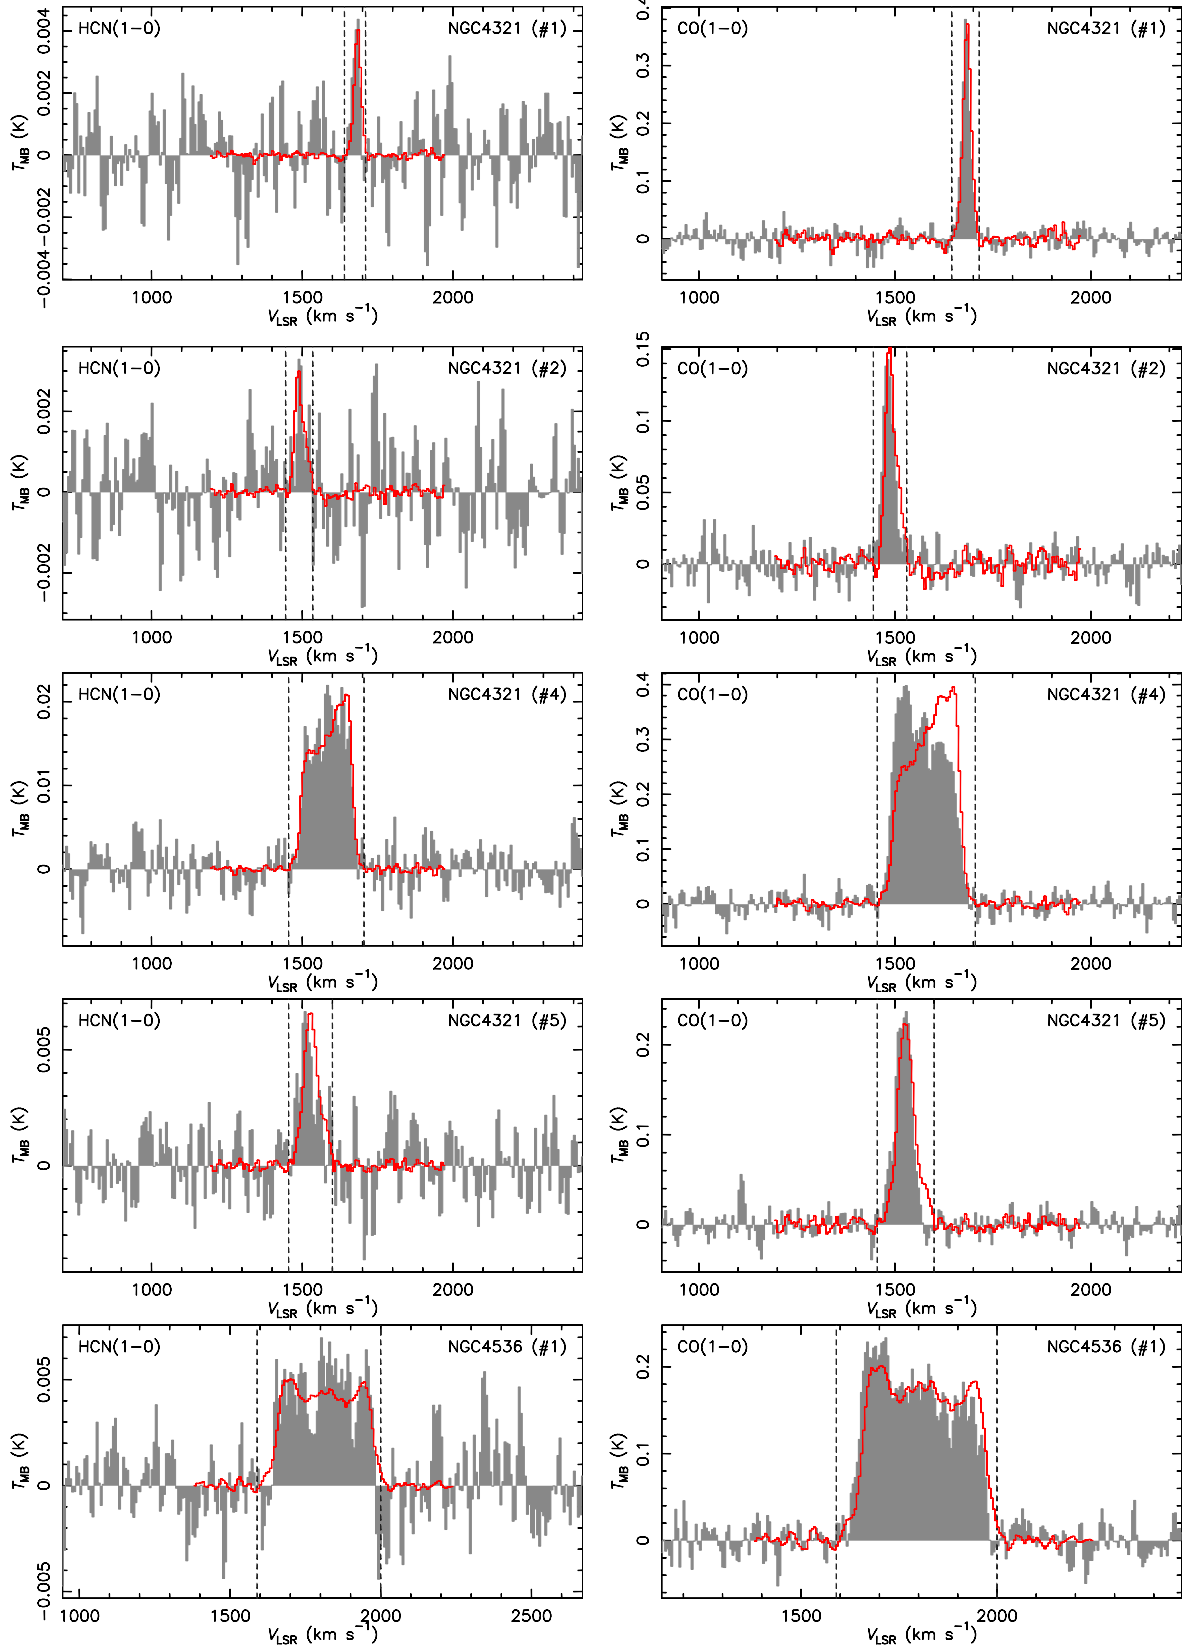 HCN(1−0) NGC4321 (#1)
T_MB (K)
0.004
0.002
0
−0.002
−0.004
1000 1500 2000
V_LSR (km s⁻¹)
CO(1−0) NGC4321 (#1)
T_MB (K)
0.4
0.3
0.2
0.1
0
1000 1500 2000
V_LSR (km s⁻¹)
HCN(1−0) NGC4321 (#2)
T_MB (K)
0.002
0
−0.002
1000 1500 2000
V_LSR (km s⁻¹)
CO(1−0) NGC4321 (#2)
T_MB (K)
0.15
0.1
0.05
0
1000 1500 2000
V_LSR (km s⁻¹)
HCN(1−0) NGC4321 (#4)
T_MB (K)
0.02
0.01
0
1000 1500 2000
V_LSR (km s⁻¹)
CO(1−0) NGC4321 (#4)
T_MB (K)
0.4
0.3
0.2
0.1
0
1000 1500 2000
V_LSR (km s⁻¹)
HCN(1−0) NGC4321 (#5)
T_MB (K)
0.005
0
1000 1500 2000
V_LSR (km s⁻¹)
CO(1−0) NGC4321 (#5)
T_MB (K)
0.2
0.1
0
1000 1500 2000
V_LSR (km s⁻¹)
HCN(1−0) NGC4536 (#1)
T_MB (K)
0.005
0
−0.005
1000 1500 2000 2500
V_LSR (km s⁻¹)
CO(1−0) NGC4536 (#1)
T_MB (K)
0.2
0.1
0
1500 2000
V_LSR (km s⁻¹)